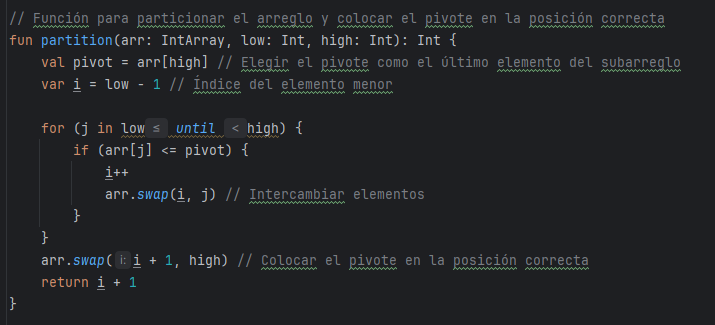 // Función para particionar el arreglo y colocar el pivote en la posición correcta
fun partition(arr: IntArray, low: Int, high: Int): Int {
    val pivot = arr[high] // Elegir el pivote como el último elemento del subarreglo
    var i = low - 1 // Índice del elemento menor

    for (j in low ≤ until < high) {
        if (arr[j] <= pivot) {
            i++
            arr.swap(i, j) // Intercambiar elementos
        }
    }
    arr.swap( i: i + 1, high) // Colocar el pivote en la posición correcta
    return i + 1
}